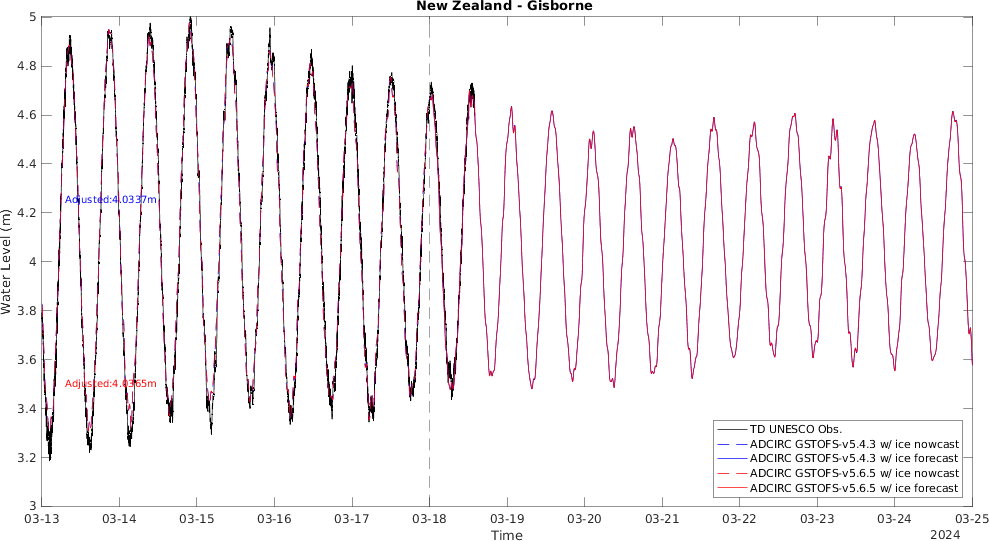 New Zealand - Gisborne
5
4.8
4.6
4.4
4.2
4
3.8
3.6
3.4
3.2
3
Water Level (m)
Adjusted:4.0337m
Adjusted:4.0365m
TD UNESCO Obs.
ADCIRC GSTOFS-v5.4.3 w/ ice nowcast
ADCIRC GSTOFS-v5.4.3 w/ ice forecast
ADCIRC GSTOFS-v5.6.5 w/ ice nowcast
ADCIRC GSTOFS-v5.6.5 w/ ice forecast
03-13 03-14 03-15 03-16 03-17 03-18 03-19 03-20 03-21 03-22 03-23 03-24 03-25
Time
2024